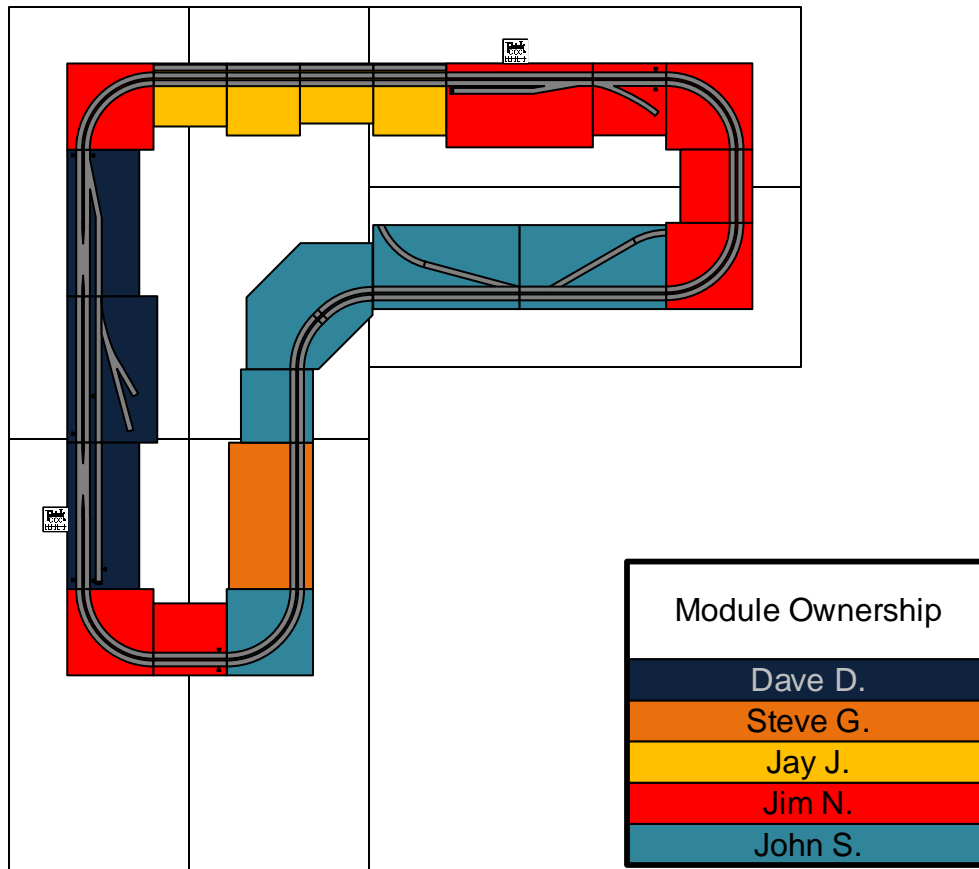 Module Ownership
Dave D.
Steve G.
Jay J.
Jim N.
John S.